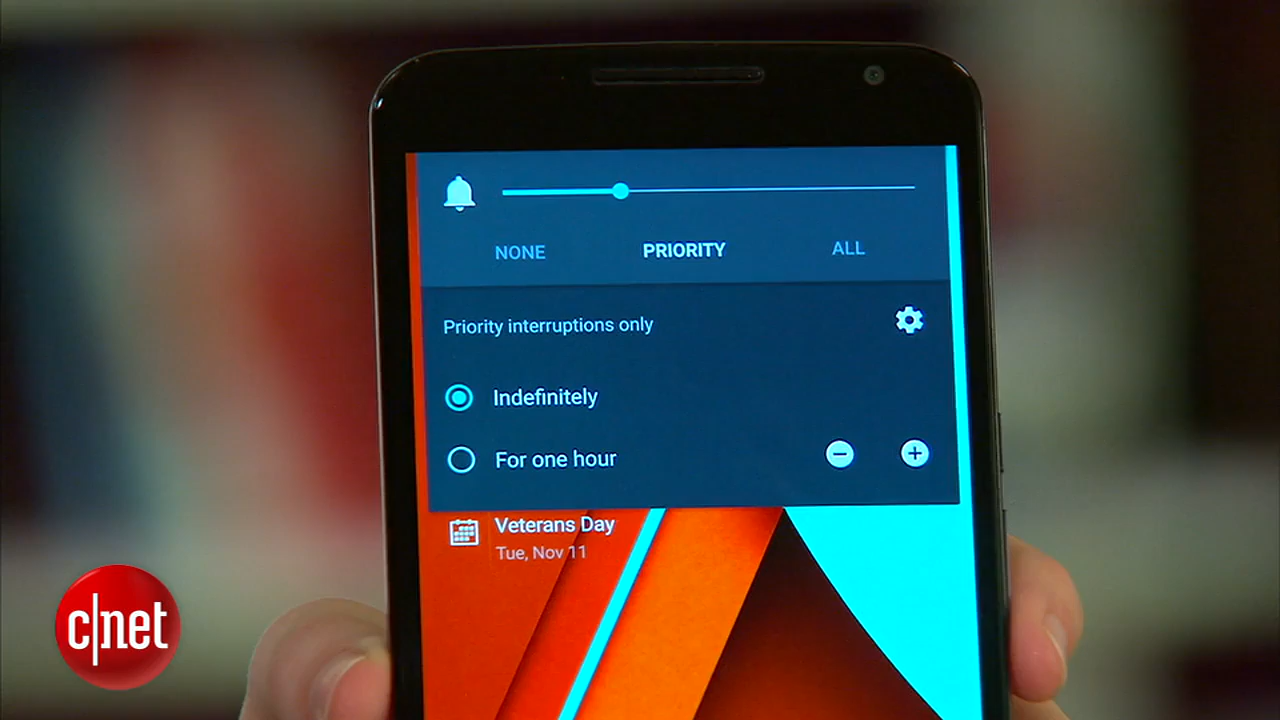 NONE PRIORITY ALL
Priority interruptions only
Indefinitely
For one hour
Veterans Day
Tue, Nov 11
c|net